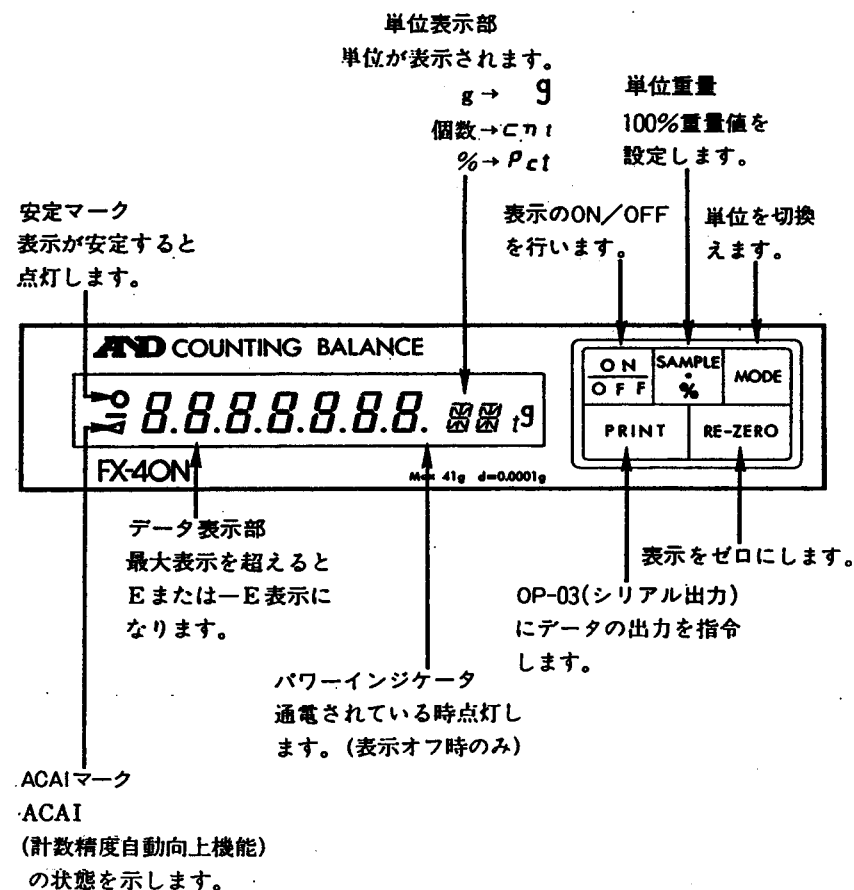 単位表示部
単位が表示されます。
g → g
個数→cnt
%→Pct
単位重量
100%重量値を
設定します。
安定マーク
表示が安定すると
点灯します。
表示のON/OFF
を行います。
単位を切換
えます。
AND COUNTING BALANCE
8.8.8.8.8.8.8. tg
FX-40N
Max 41g d=0.0001g
ON
OFF
SAMPLE
・
%
MODE
PRINT
RE-ZERO
データ表示部
最大表示を超えると
Eまたは—E表示に
なります。
表示をゼロにします。
OP-03(シリアル出力)
にデータの出力を指令
します。
パワーインジケータ
通電されている時点灯し
ます。(表示オフ時のみ)
ACAIマーク
ACAI
(計数精度自動向上機能)
の状態を示します。